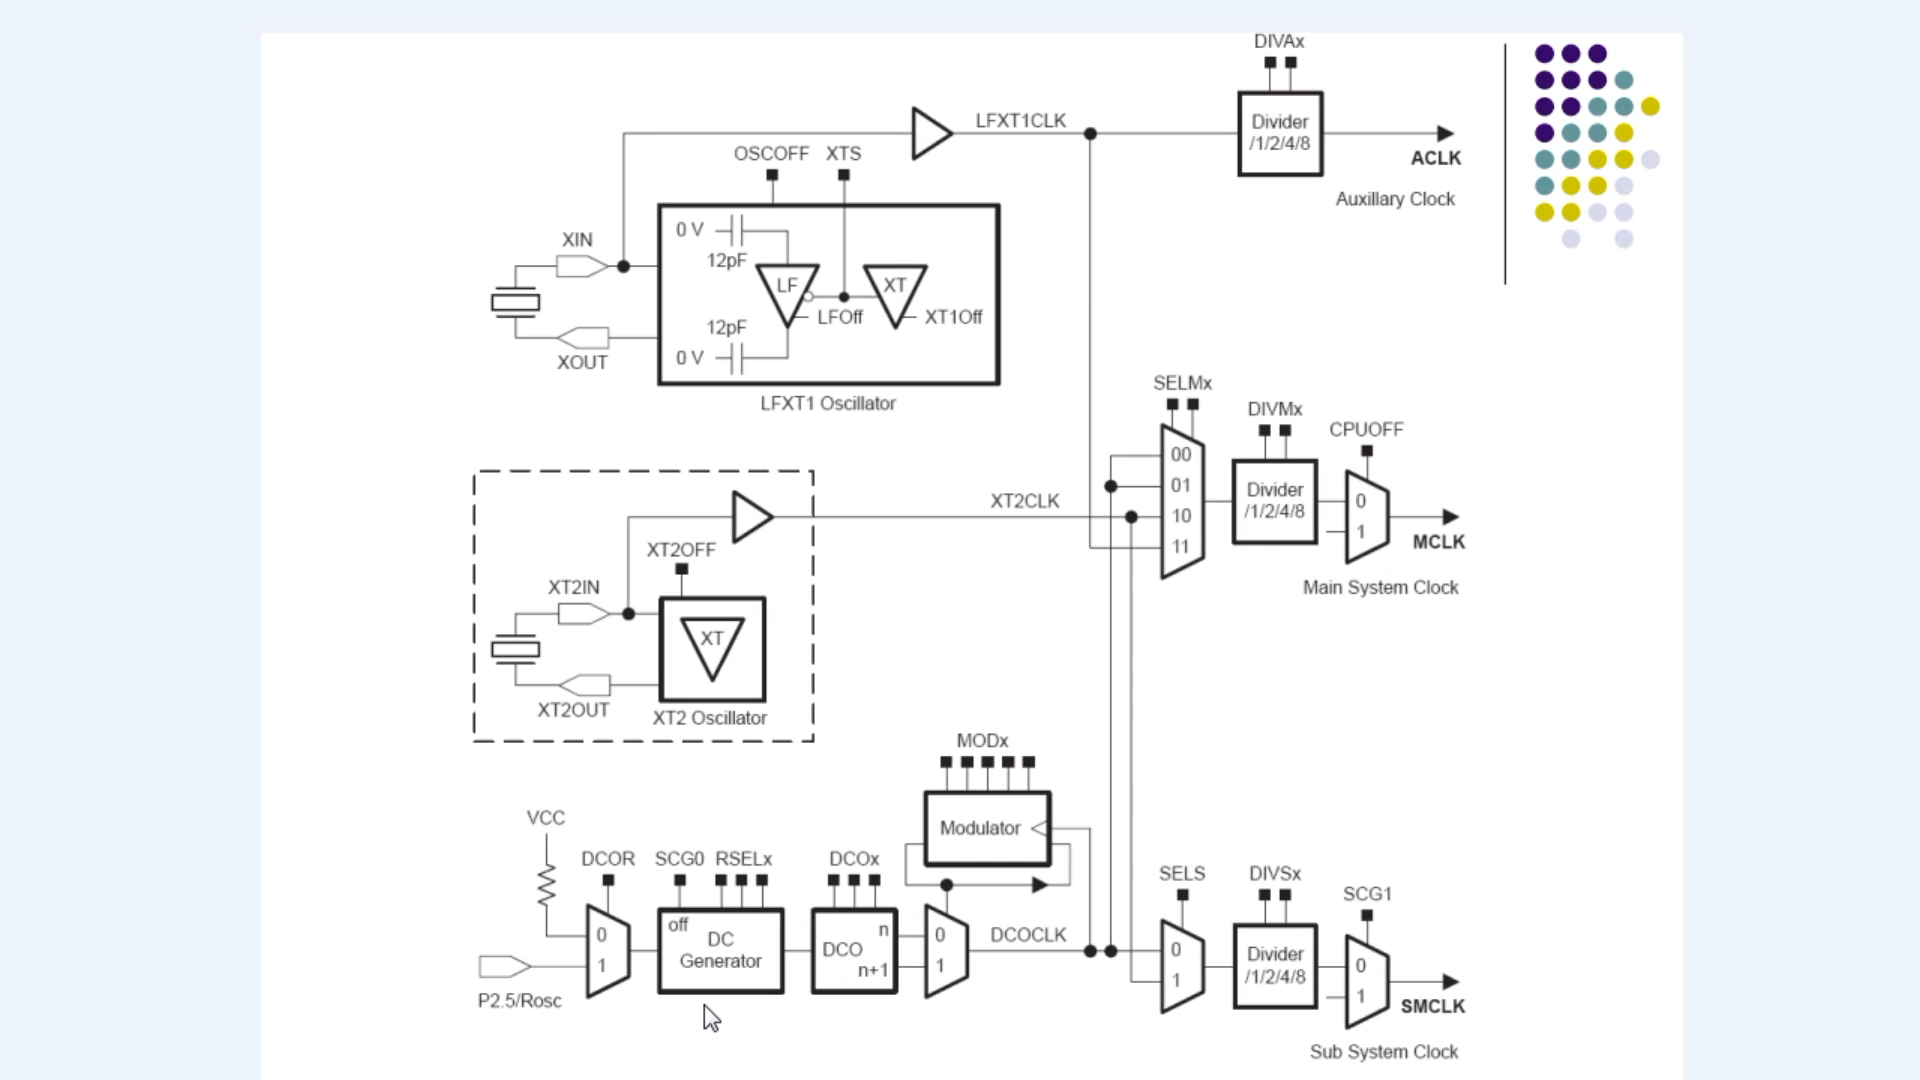 DIVAx
LFXT1CLK
Divider
/1/2/4/8
ACLK
Auxillary Clock
OSCOFF XTS
0 V
12pF
XIN
LF
XT
LFOff
XT1Off
12pF
0 V
XOUT
LFXT1 Oscillator
SELMx
DIVMx
CPUOFF
00
01
10
11
Divider
/1/2/4/8
0
1
MCLK
Main System Clock
XT2CLK
XT2OFF
XT2IN
XT
XT2OUT
XT2 Oscillator
MODx
Modulator
VCC
DCOR
SCG0 RSELx
DCOx
0
1
off
DC
Generator
DCO
n
n+1
0
1
DCOCLK
P2.5/Rosc
SELS
DIVSx
SCG1
0
1
Divider
/1/2/4/8
0
1
SMCLK
Sub System Clock